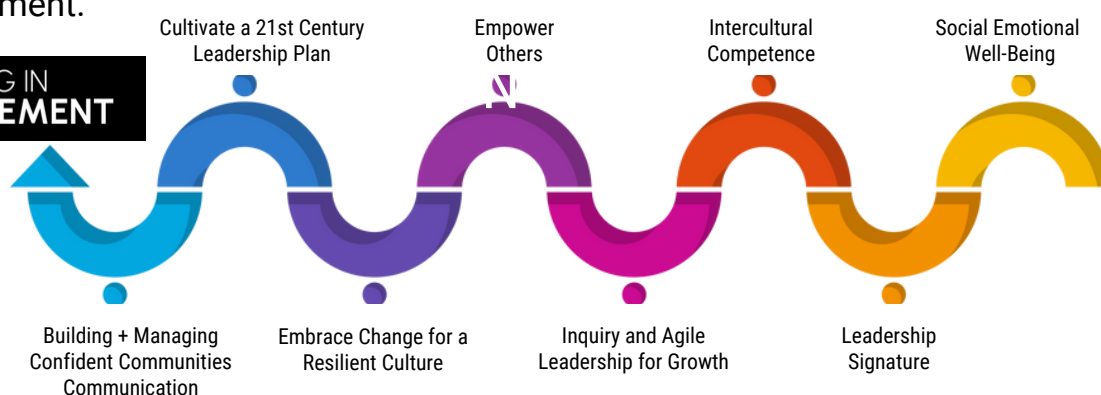 ment.
G IN
EMENT
Cultivate a 21st Century
Leadership Plan
Empower
Others
N
Intercultural
Competence
Social Emotional
Well-Being
Building + Managing
Confident Communities
Communication
Embrace Change for a
Resilient Culture
Inquiry and Agile
Leadership for Growth
Leadership
Signature